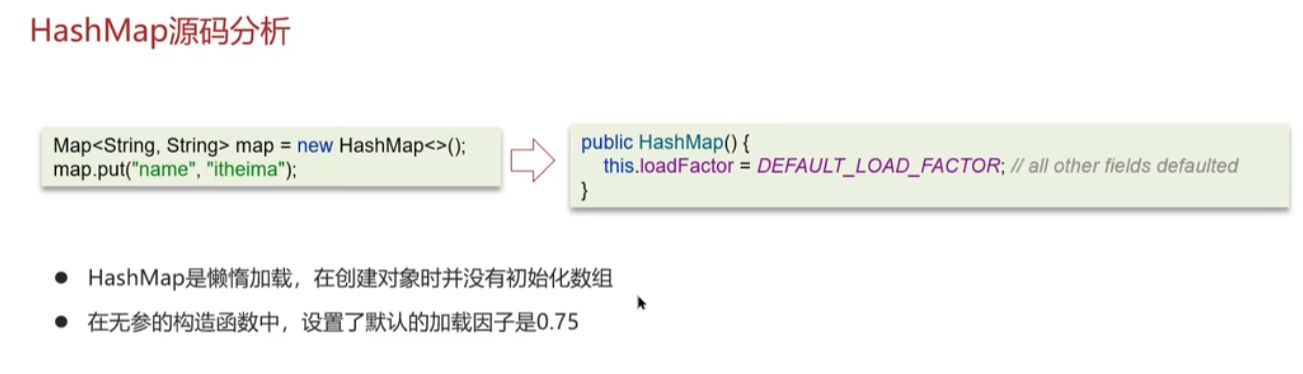 HashMap源码分析
Map<String, String> map = new HashMap<>();
map.put("name", "itheima");
public HashMap() {
this.loadFactor = DEFAULT_LOAD_FACTOR; // all other fields defaulted
}
● HashMap是懒惰加载，在创建对象时并没有初始化数组
● 在无参的构造函数中，设置了默认的加载因子是0.75